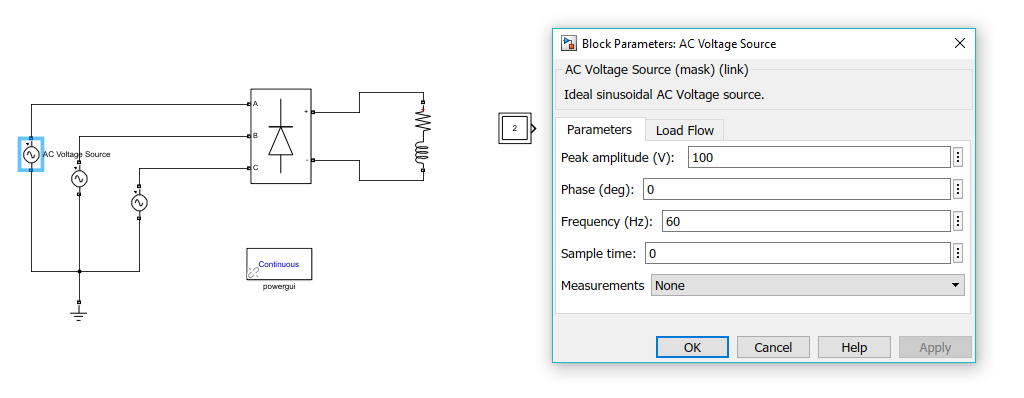 A
B
C
+
-
AC Voltage Source
Continuous
powergui
2
Block Parameters: AC Voltage Source
AC Voltage Source (mask) (link)
Ideal sinusoidal AC Voltage source.
Parameters Load Flow
Peak amplitude (V): 100
Phase (deg): 0
Frequency (Hz): 60
Sample time: 0
Measurements None
OK Cancel Help Apply